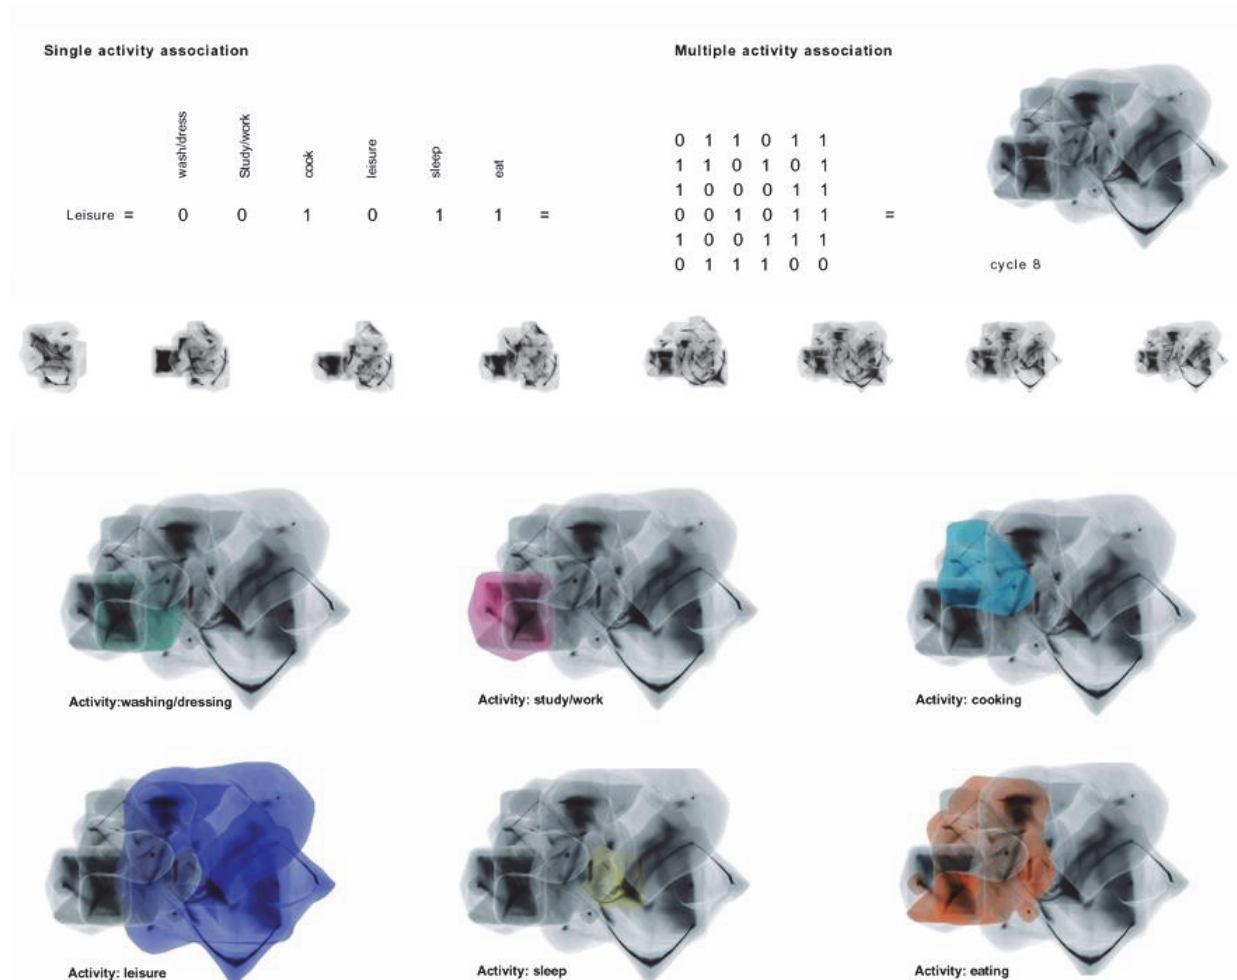 Single activity association
Multiple activity association
wash/dress
Study/work
cook
leisure
sleep
eat
Leisure = 0 0 1 0 1 1 =
0 1 1 0 1 1
1 1 0 1 0 1
1 0 0 0 1 1
0 0 1 0 1 1 =
1 0 0 1 1 1
0 1 1 1 0 0
cycle 8
Activity:washing/dressing
Activity: study/work
Activity: cooking
Activity: leisure
Activity: sleep
Activity: eating